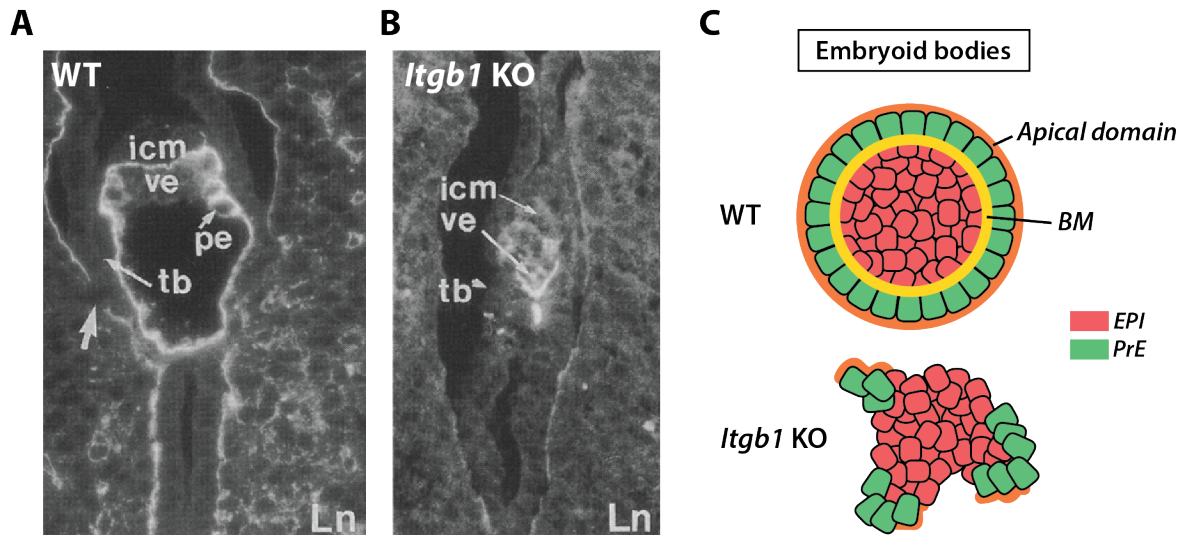 A
WT
icm
ve
pe
tb
Ln
B
Itgb1 KO
icm
ve
tb
Ln
C
Embryoid bodies
Apical domain
WT
BM
EPI
PrE
Itgb1 KO